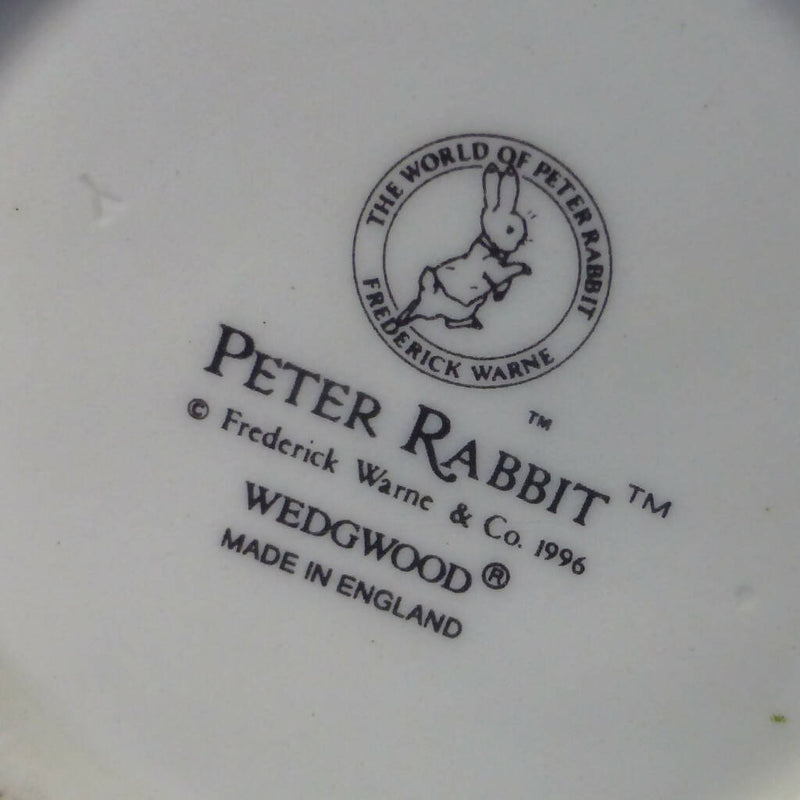 THE WORLD OF PETER RABBIT
FREDERICK WARNE
™
PETER RABBIT ™
© Frederick Warne & Co. 1996
WEDGWOOD ®
MADE IN ENGLAND